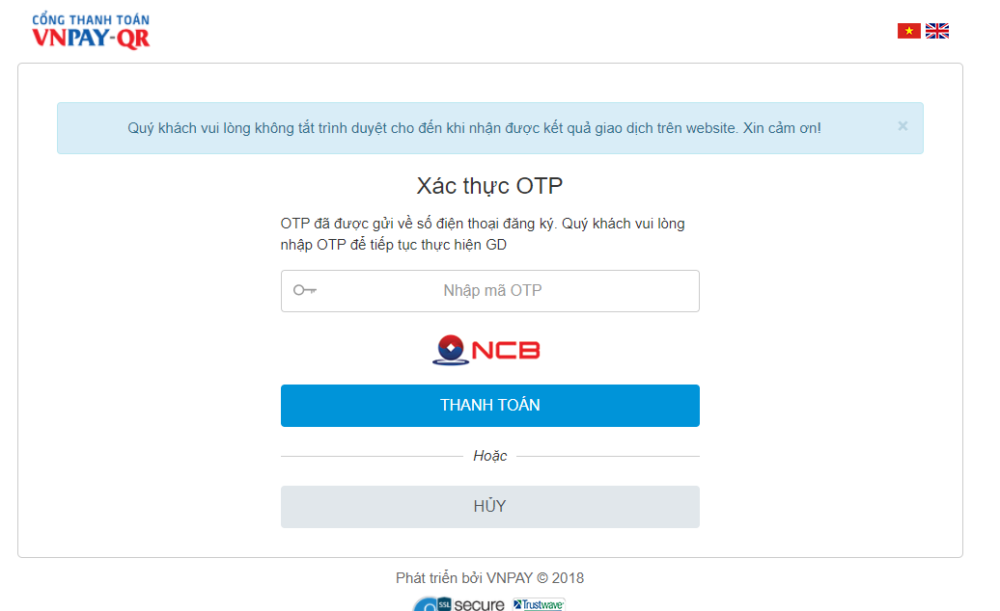 CỔNG THANH TOÁN
VNPAY-QR
Quý khách vui lòng không tắt trình duyệt cho đến khi nhận được kết quả giao dịch trên website. Xin cảm ơn!
×
Xác thực OTP
OTP đã được gửi về số điện thoại đăng ký. Quý khách vui lòng
nhập OTP để tiếp tục thực hiện GD
Nhập mã OTP
NCB
THANH TOÁN
Hoặc
HỦY
Phát triển bởi VNPAY © 2018
SSL secure Trustwave